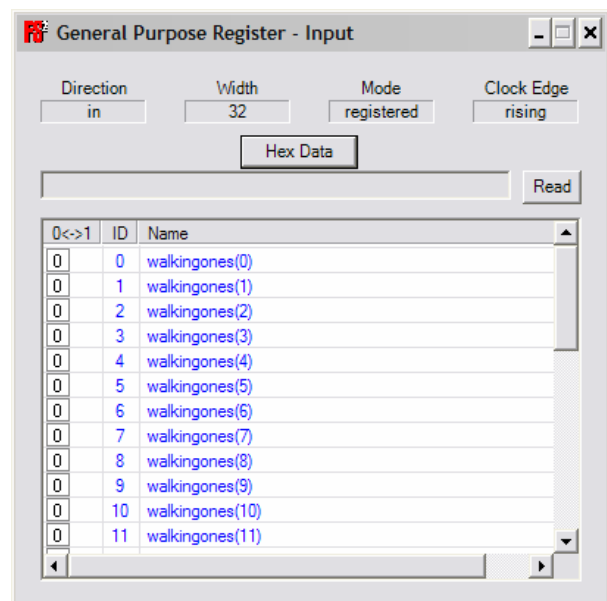 FS2 General Purpose Register - Input
Direction Width Mode Clock Edge
in 32 registered rising
Hex Data
Read
0<->1 ID Name
0 0 walkingones(0)
0 1 walkingones(1)
0 2 walkingones(2)
0 3 walkingones(3)
0 4 walkingones(4)
0 5 walkingones(5)
0 6 walkingones(6)
0 7 walkingones(7)
0 8 walkingones(8)
0 9 walkingones(9)
0 10 walkingones(10)
0 11 walkingones(11)